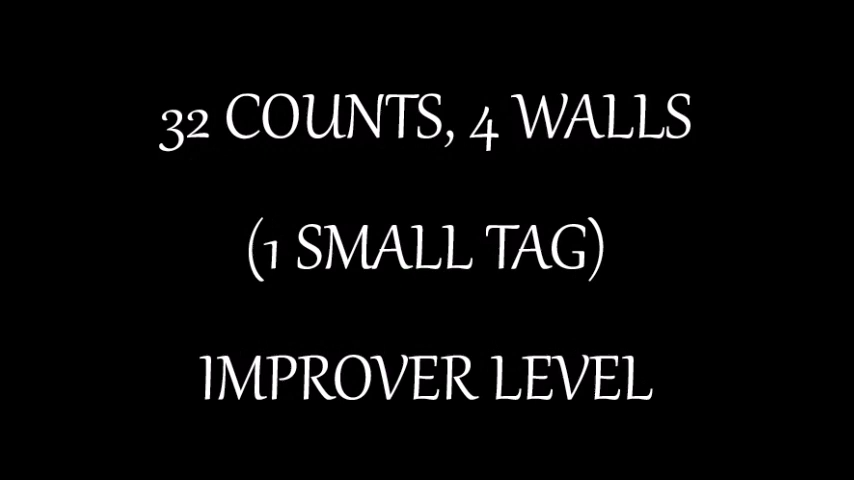 32 COUNTS, 4 WALLS
(1 SMALL TAG)
IMPROVER LEVEL